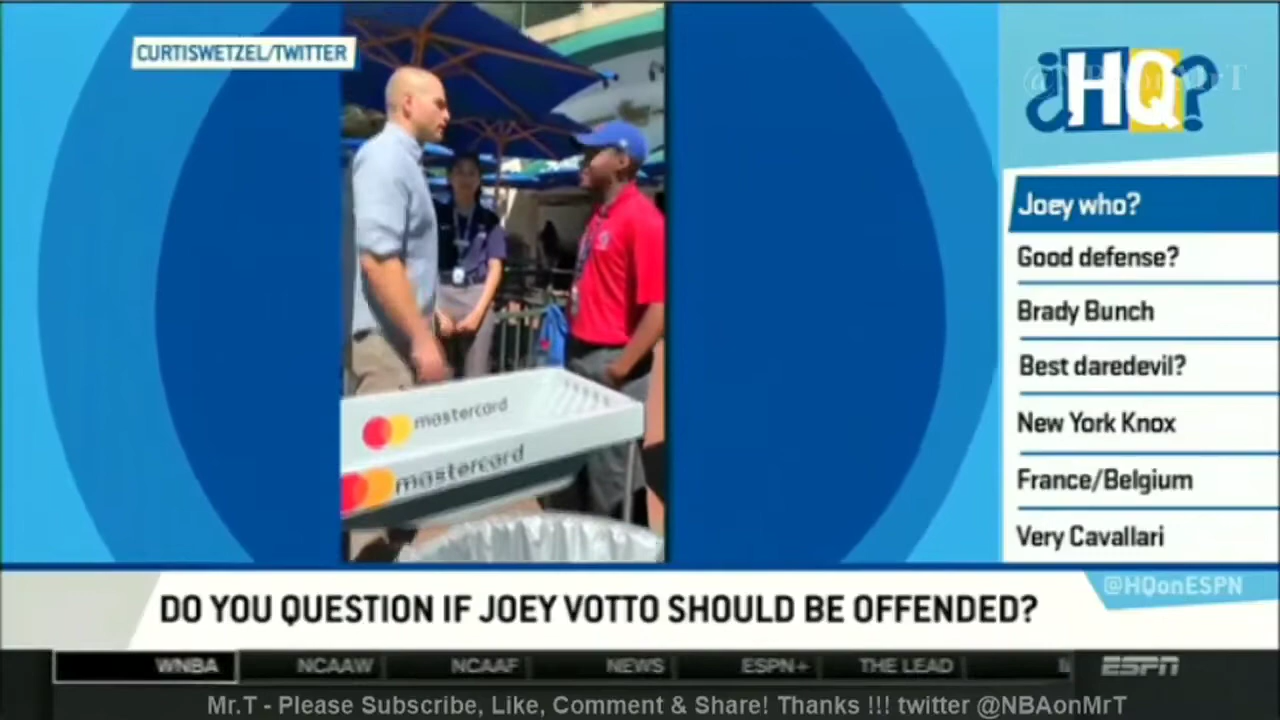 CURTISWETZEL/TWITTER
¿HQ?
@NBAonMrT
Joey who?
Good defense?
Brady Bunch
Best daredevil?
New York Knox
France/Belgium
Very Cavallari
mastercard
mastercard
@HQonESPN
DO YOU QUESTION IF JOEY VOTTO SHOULD BE OFFENDED?
WNBA
NCAAW
NCAAF
NEWS
ESPN+
THE LEAD
ESPN
Mr.T - Please Subscribe, Like, Comment & Share! Thanks !!! twitter @NBAonMrT